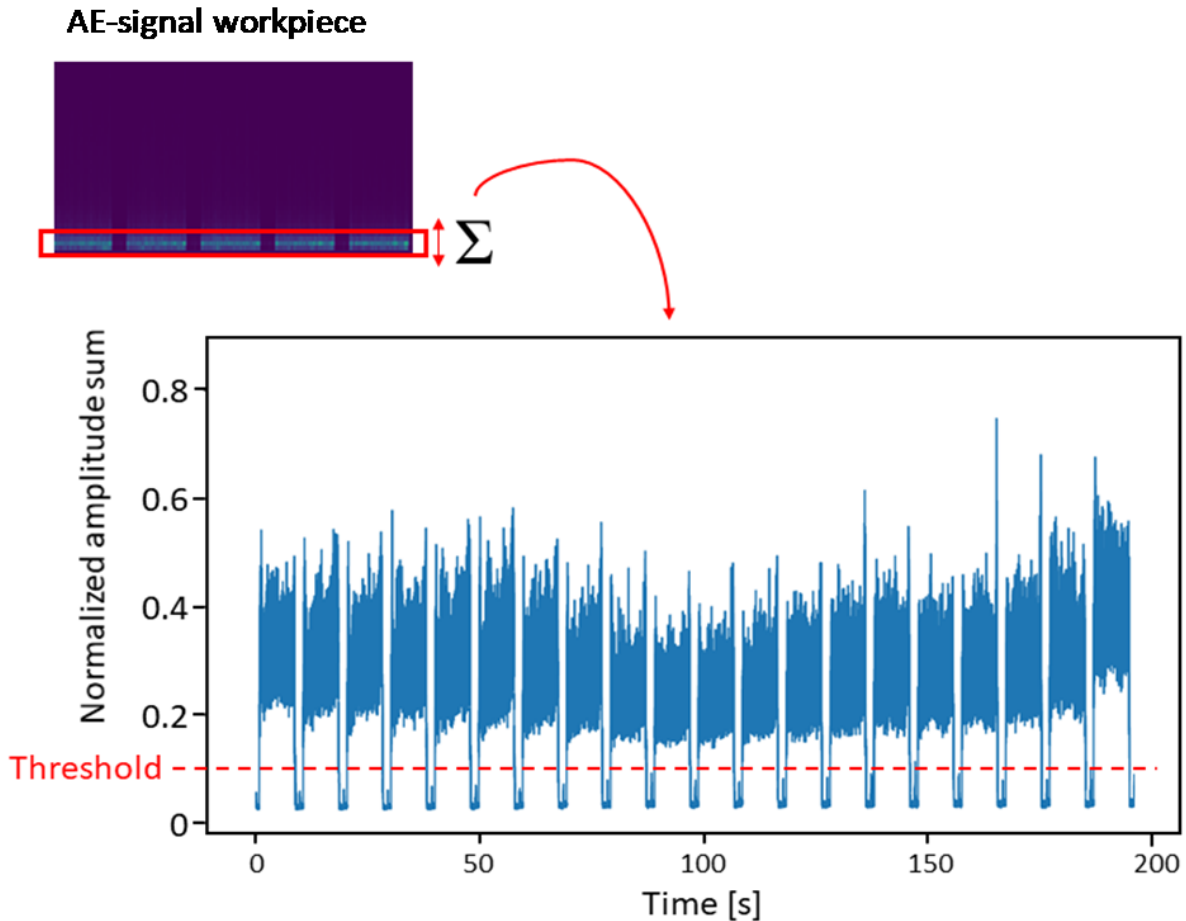 AE-signal workpiece
Σ
Normalized amplitude sum
0.8
0.6
0.4
0.2
Threshold
0
0
50
100
150
200
Time [s]